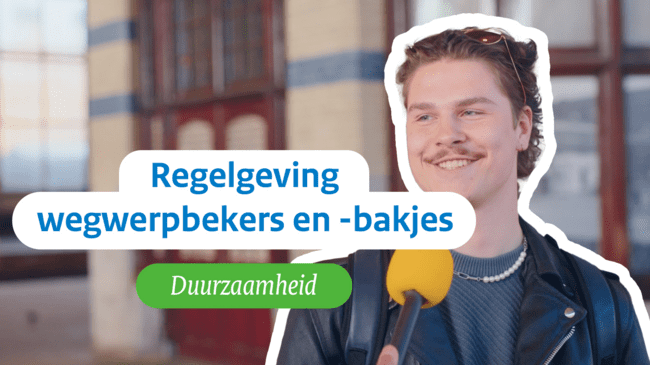 Regelgeving
wegwerpbekers en -bakjes
Duurzaamheid